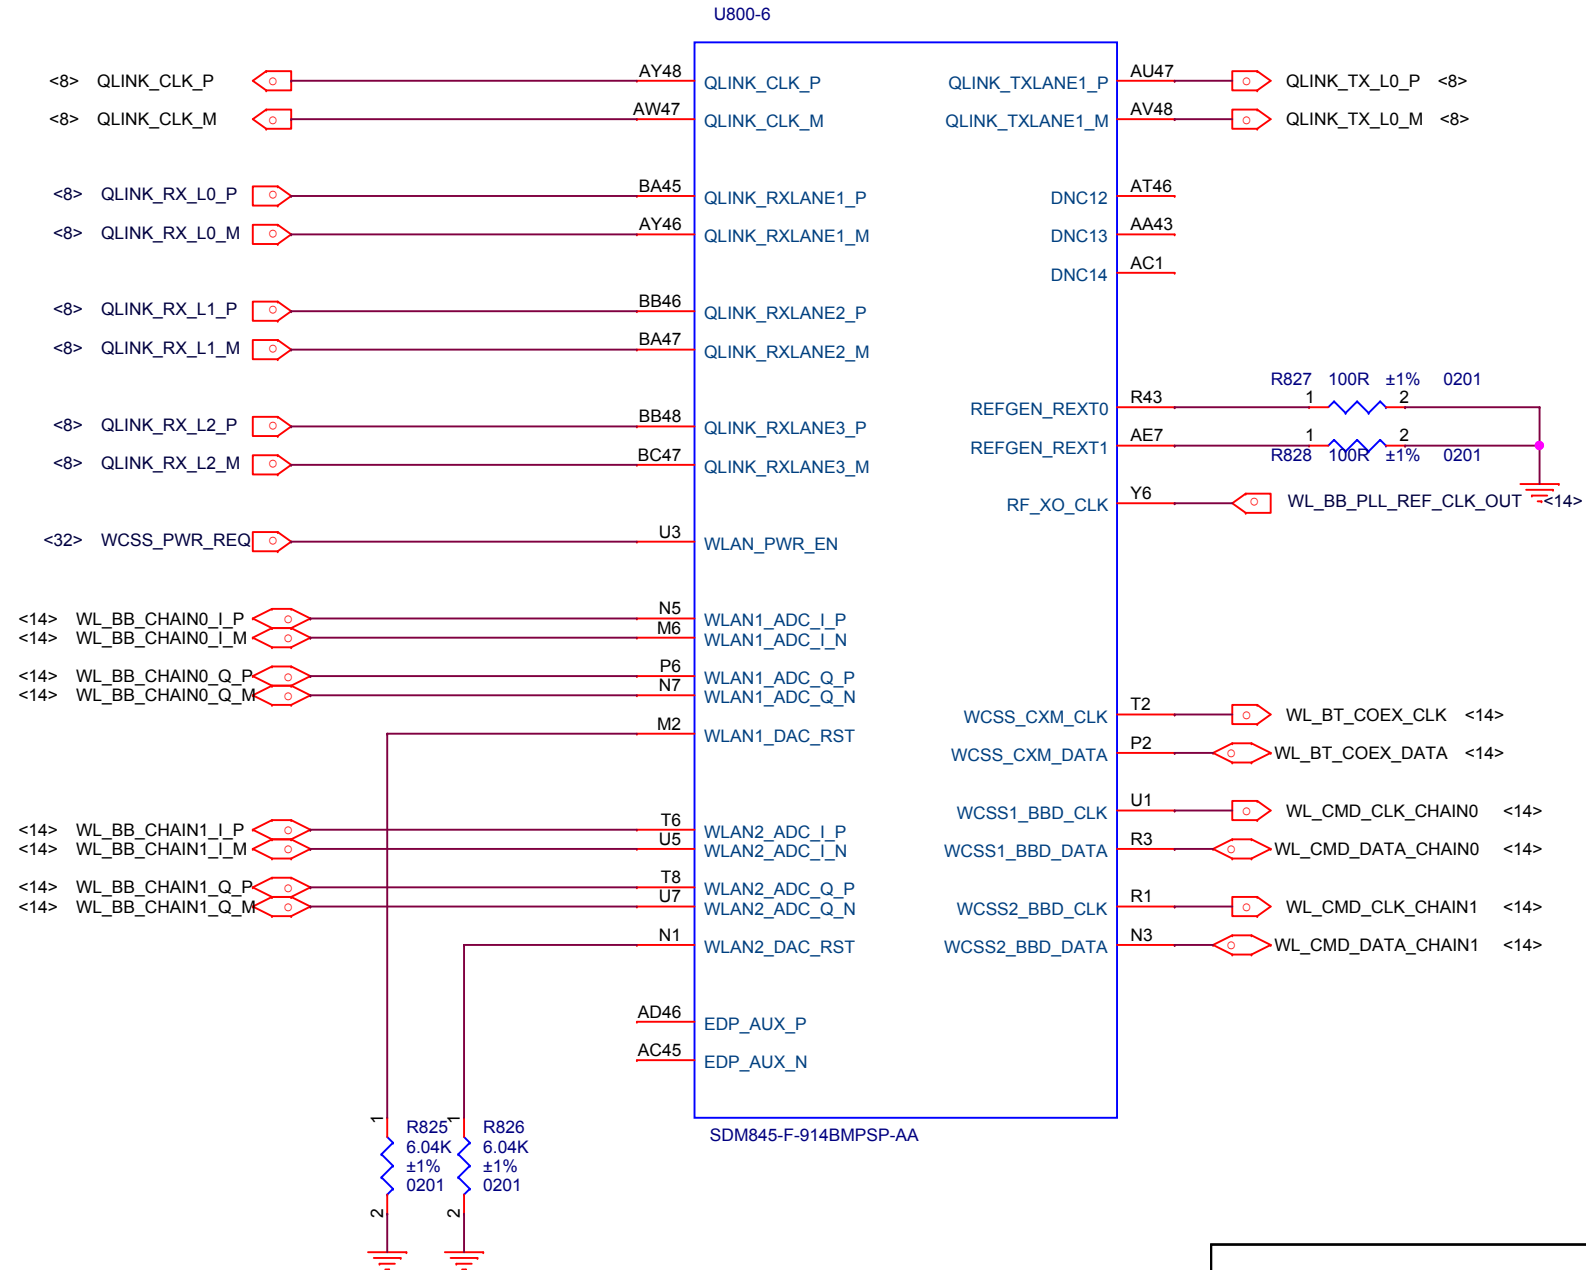 U800-6
<8> QLINK_CLK_P AY48 QLINK_CLK_P QLINK_TXLANE1_P AU47 QLINK_TX_L0_P <8>
<8> QLINK_CLK_M AW47 QLINK_CLK_M QLINK_TXLANE1_M AV48 QLINK_TX_L0_M <8>
<8> QLINK_RX_L0_P BA45 QLINK_RXLANE1_P DNC12 AT46
<8> QLINK_RX_L0_M AY46 QLINK_RXLANE1_M DNC13 AA43
DNC14 AC1
<8> QLINK_RX_L1_P BB46 QLINK_RXLANE2_P
<8> QLINK_RX_L1_M BA47 QLINK_RXLANE2_M
R827 100R ±1% 0201
<8> QLINK_RX_L2_P BB48 QLINK_RXLANE3_P REFGEN_REXT0 R43 1 2
<8> QLINK_RX_L2_M BC47 QLINK_RXLANE3_M REFGEN_REXT1 AE7 1 2
R828 100R ±1% 0201
RF_XO_CLK Y6 WL_BB_PLL_REF_CLK_OUT <14>
<32> WCSS_PWR_REQ U3 WLAN_PWR_EN
<14> WL_BB_CHAIN0_I_P N5 WLAN1_ADC_I_P
<14> WL_BB_CHAIN0_I_M M6 WLAN1_ADC_I_N
<14> WL_BB_CHAIN0_Q_P P6 WLAN1_ADC_Q_P
<14> WL_BB_CHAIN0_Q_M N7 WLAN1_ADC_Q_N
WCSS_CXM_CLK T2 WL_BT_COEX_CLK <14>
M2 WLAN1_DAC_RST
WCSS_CXM_DATA P2 WL_BT_COEX_DATA <14>
WCSS1_BBD_CLK U1 WL_CMD_CLK_CHAIN0 <14>
<14> WL_BB_CHAIN1_I_P T6 WLAN2_ADC_I_P
<14> WL_BB_CHAIN1_I_M U5 WLAN2_ADC_I_N WCSS1_BBD_DATA R3 WL_CMD_DATA_CHAIN0 <14>
<14> WL_BB_CHAIN1_Q_P T8 WLAN2_ADC_Q_P
<14> WL_BB_CHAIN1_Q_M U7 WLAN2_ADC_Q_N WCSS2_BBD_CLK R1 WL_CMD_CLK_CHAIN1 <14>
N1 WLAN2_DAC_RST WCSS2_BBD_DATA N3 WL_CMD_DATA_CHAIN1 <14>
AD46 EDP_AUX_P
AC45 EDP_AUX_N
1 R825 1 R826
6.04K 6.04K
±1% ±1%
0201 0201
2 2
SDM845-F-914BMPSP-AA